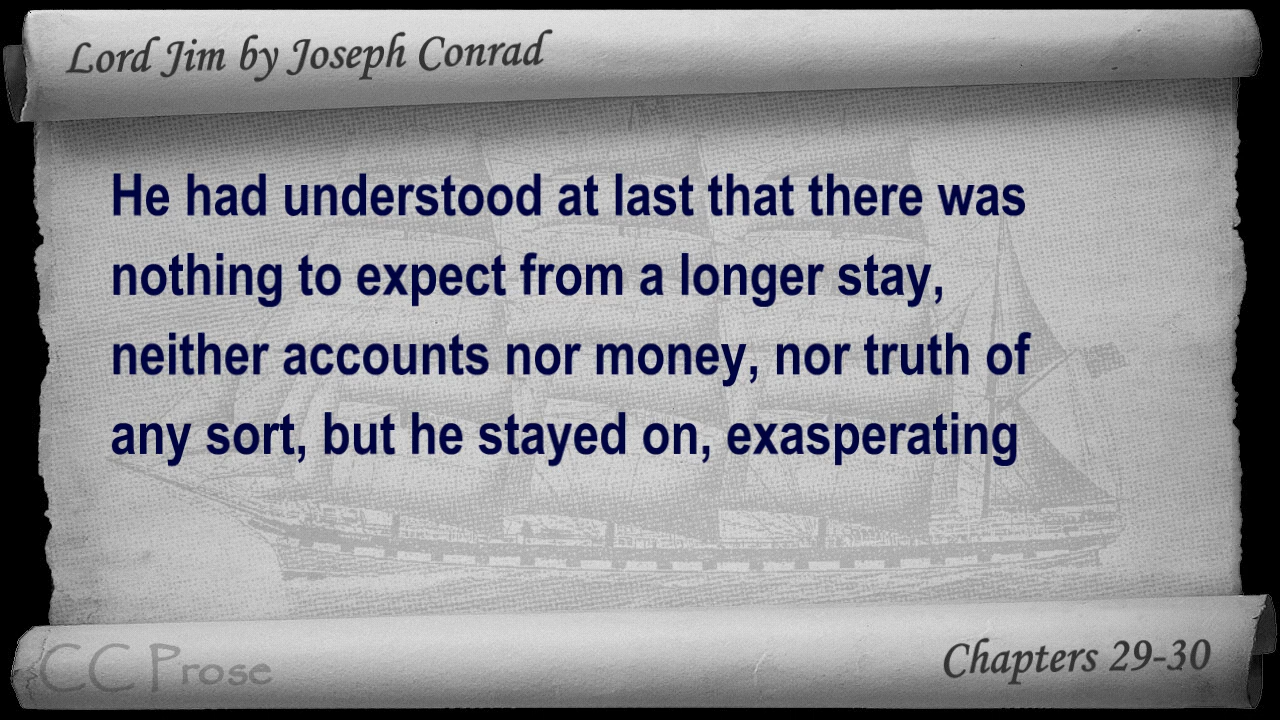 Lord Jim by Joseph Conrad
He had understood at last that there was
nothing to expect from a longer stay,
neither accounts nor money, nor truth of
any sort, but he stayed on, exasperating
CC Prose
Chapters 29-30